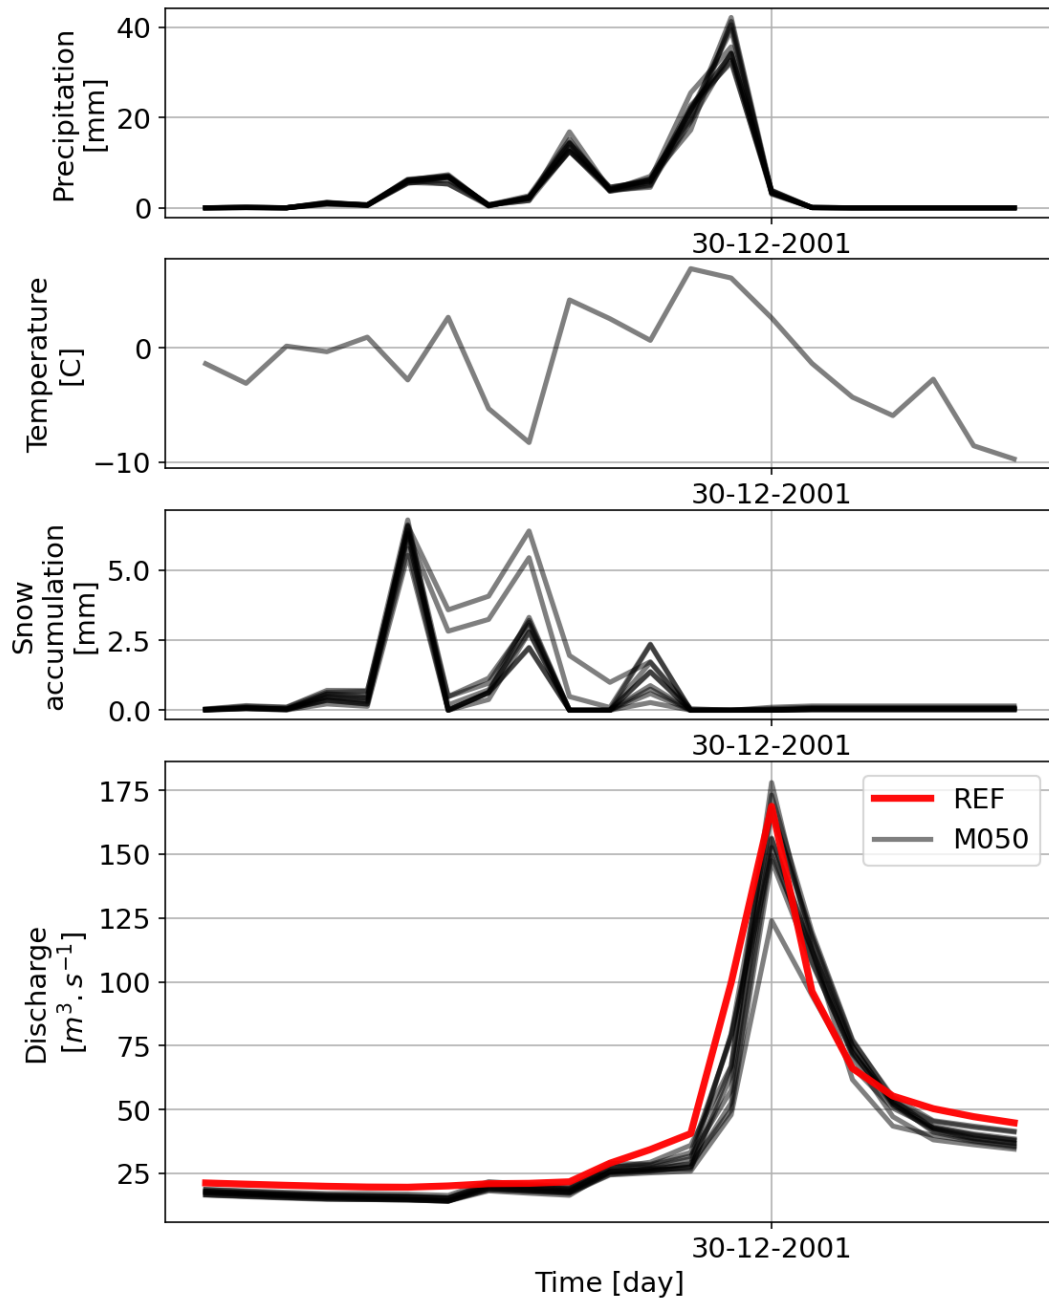 Precipitation
[mm]
40
20
0
30-12-2001
Temperature
[C]
0
−10
30-12-2001
Snow
accumulation
[mm]
5.0
2.5
0.0
30-12-2001
Discharge
[m³.s⁻¹]
175
150
125
100
75
50
25
REF
M050
30-12-2001
Time [day]